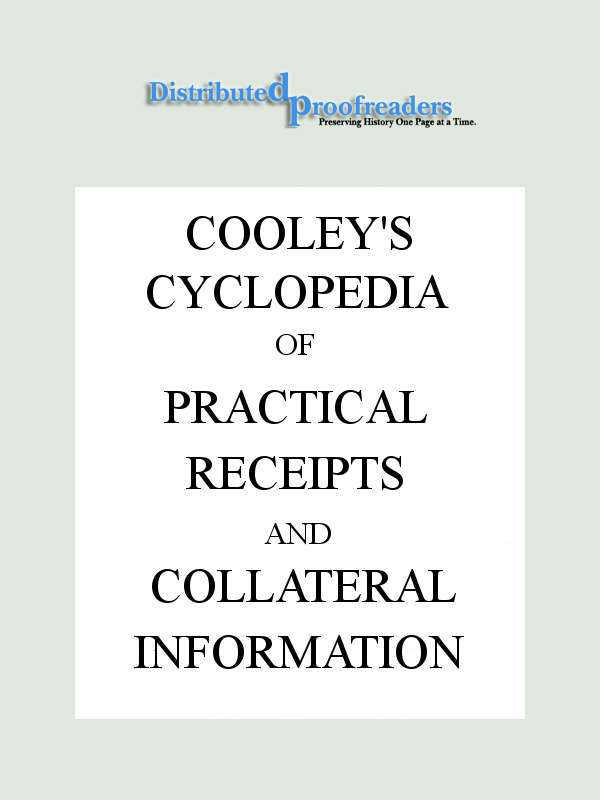 Distributed Proofreaders
Preserving History One Page at a Time.
COOLEY'S
CYCLOPEDIA
OF
PRACTICAL
RECEIPTS
AND
COLLATERAL
INFORMATION